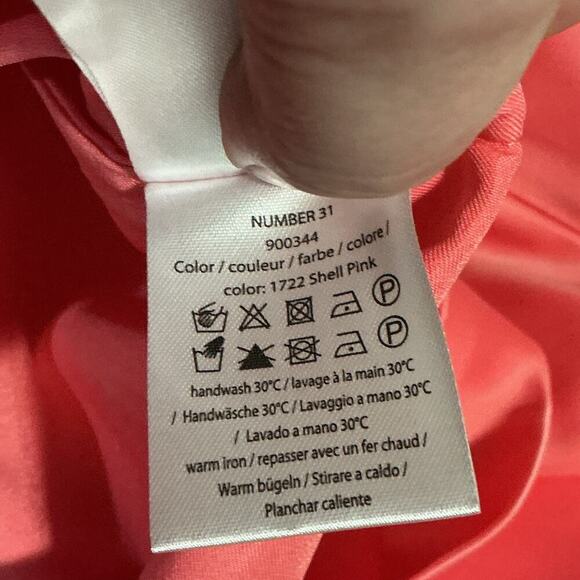 NUMBER 31
900344
Color / couleur / farbe / colore /
color: 1722 Shell Pink
P
P
handwash 30°C / lavage à la main 30°C
/ Handwäsche 30°C / Lavaggio a mano 30°C
/ Lavado a mano 30°C
warm iron / repasser avec un fer chaud /
Warm bügeln / Stirare a caldo /
Planchar caliente